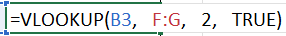 =VLOOKUP(B3, F:G, 2, TRUE)